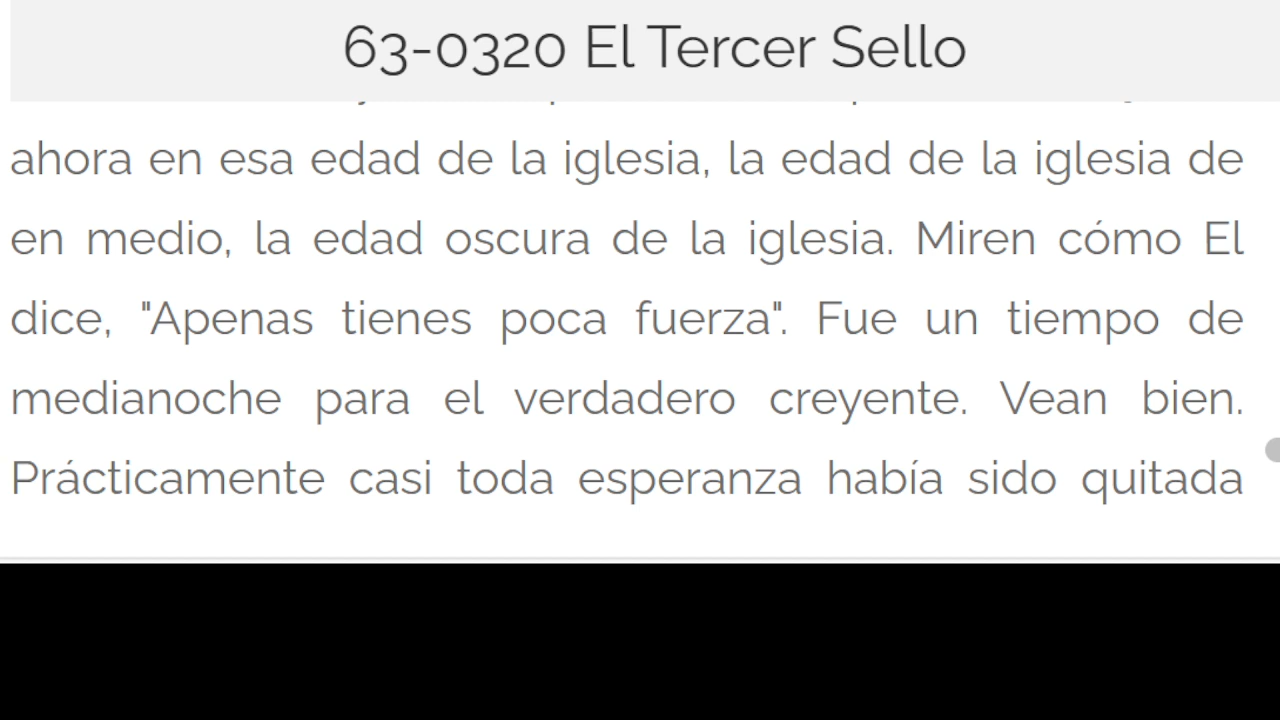 63-0320 El Tercer Sello
ahora en esa edad de la iglesia, la edad de la iglesia de
en medio, la edad oscura de la iglesia. Miren cómo El
dice, "Apenas tienes poca fuerza". Fue un tiempo de
medianoche para el verdadero creyente. Vean bien.
Prácticamente casi toda esperanza había sido quitada